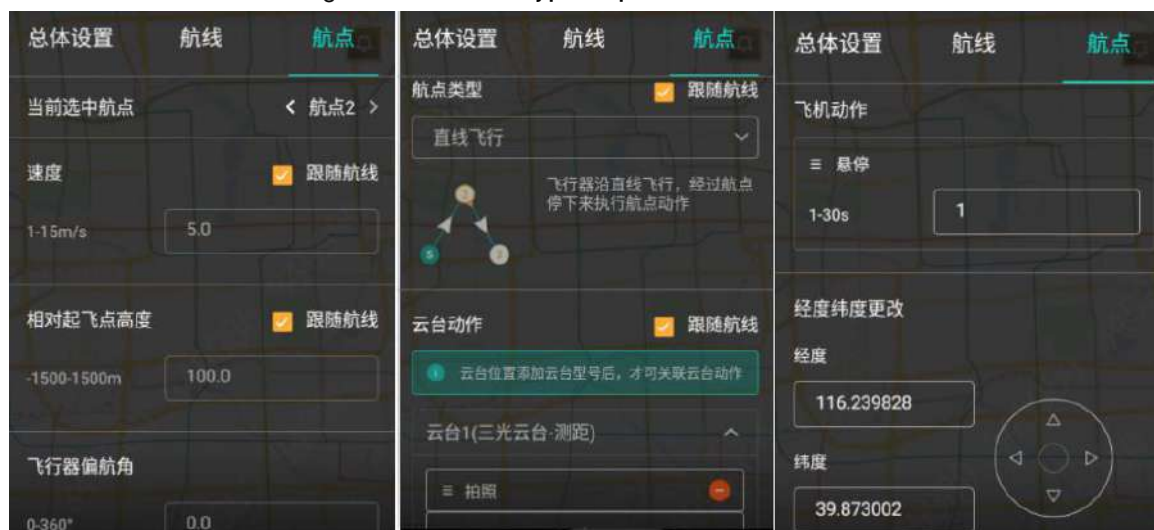 总体设置 航线 航点
当前选中航点 航点2
速度 跟随航线
1-15m/s 5.0
相对起飞点高度 跟随航线
-1500-1500m 100.0
飞行器偏航角
0-360° 0.0
总体设置 航线 航点
航点类型 跟随航线
直线飞行
飞行器沿直线飞行，经过航点
停下来执行航点动作
云台动作 跟随航线
云台位置添加云台型号后，才可关联云台动作
云台1(三光云台-测距)
拍照
总体设置 航线 航点
飞机动作
悬停
1-30s 1
经度纬度更改
经度
116.239828
纬度
39.873002